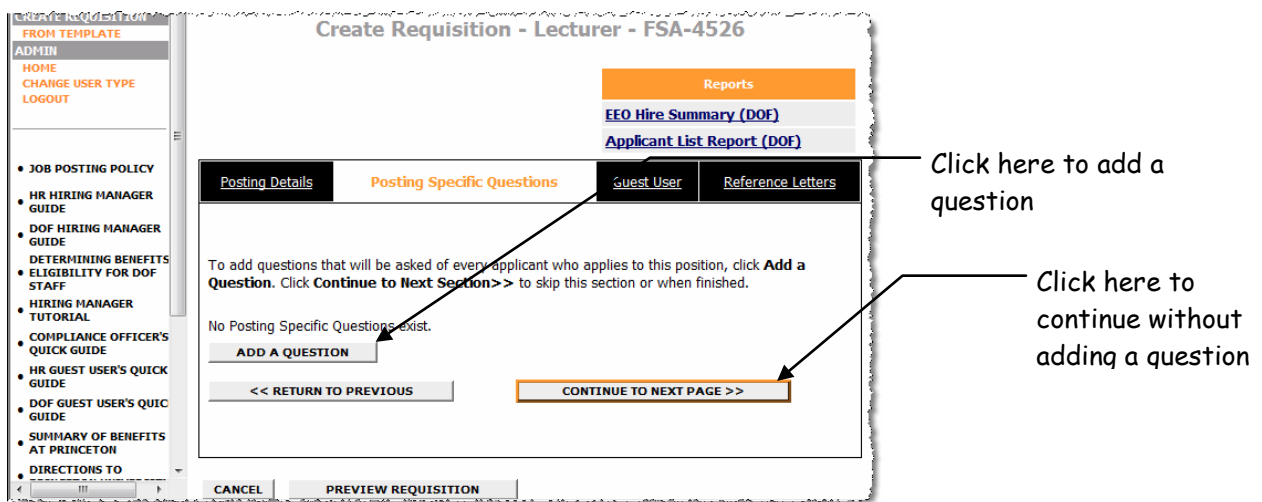 CREATE REQUISITION
FROM TEMPLATE
ADMIN
HOME
CHANGE USER TYPE
LOGOUT
• JOB POSTING POLICY
• HR HIRING MANAGER
GUIDE
• DOF HIRING MANAGER
GUIDE
DETERMINING BENEFITS
• ELIGIBILITY FOR DOF
STAFF
• HIRING MANAGER
TUTORIAL
• COMPLIANCE OFFICER'S
QUICK GUIDE
• HR GUEST USER'S QUICK
GUIDE
• DOF GUEST USER'S QUIC
GUIDE
• SUMMARY OF BENEFITS
AT PRINCETON
• DIRECTIONS TO
Create Requisition - Lecturer - FSA-4526
Reports
EEO Hire Summary (DOF)
Applicant List Report (DOF)
Posting Details Posting Specific Questions Guest User Reference Letters
To add questions that will be asked of every applicant who applies to this position, click Add a
Question. Click Continue to Next Section>> to skip this section or when finished.
No Posting Specific Questions exist.
ADD A QUESTION
<< RETURN TO PREVIOUS CONTINUE TO NEXT PAGE >>
CANCEL PREVIEW REQUISITION
Click here to add a
question
Click here to
continue without
adding a question